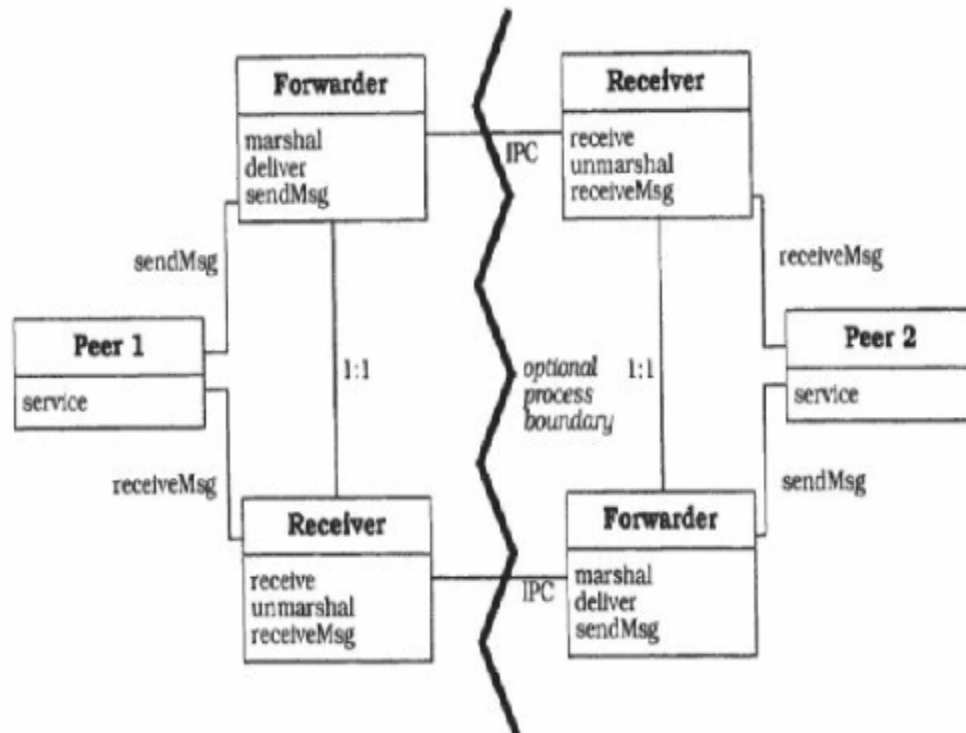 Forwarder
marshal
deliver
sendMsg
Receiver
receive
unmarshal
receiveMsg
IPC
sendMsg
receiveMsg
Peer 1
service
1:1
optional
process
boundary
1:1
Peer 2
service
receiveMsg
sendMsg
Receiver
receive
unmarshal
receiveMsg
IPC
Forwarder
marshal
deliver
sendMsg